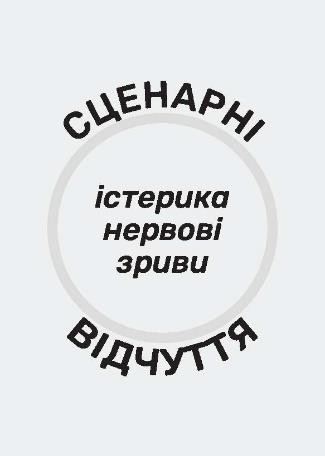 СЦЕНАРНІ
істерика
нервові
зриви
ВІДЧУТТЯ